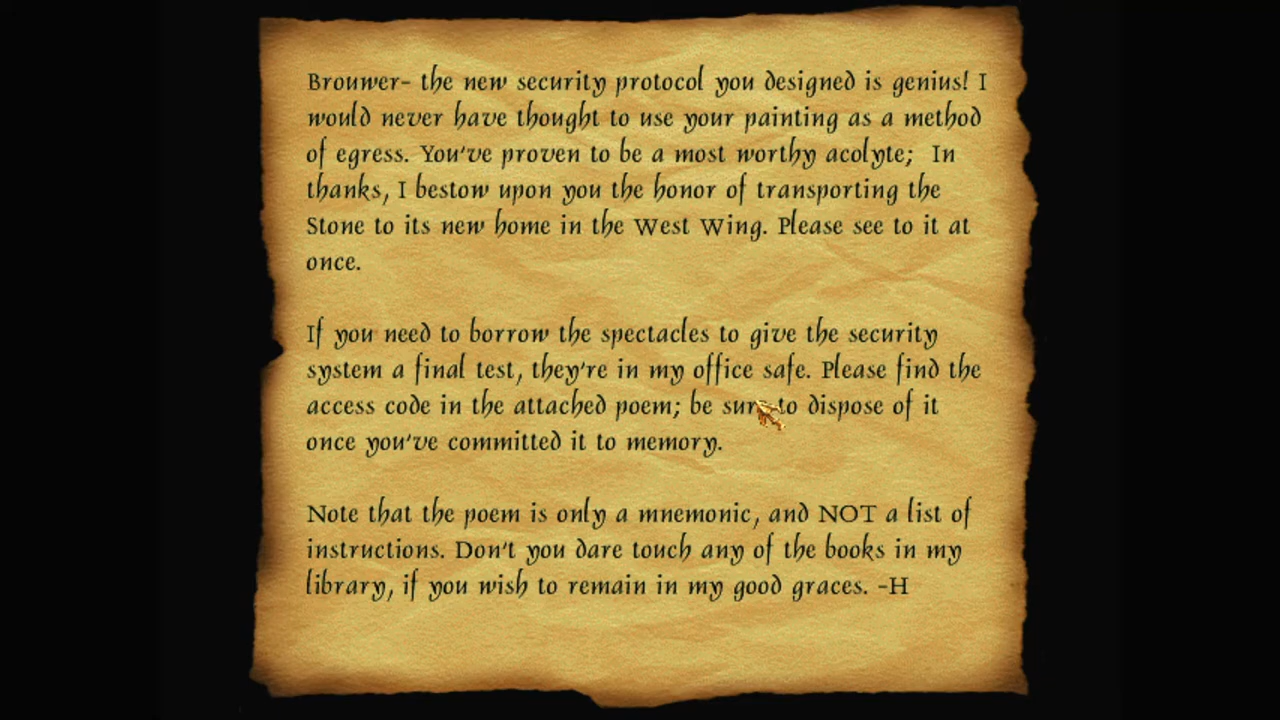 Brouwer- the new security protocol you designed is genius! I
would never have thought to use your painting as a method
of egress. You've proven to be a most worthy acolyte;  In
thanks, I bestow upon you the honor of transporting the
Stone to its new home in the West Wing. Please see to it at
once.
If you need to borrow the spectacles to give the security
system a final test, they're in my office safe. Please find the
access code in the attached poem; be sure to dispose of it
once you've committed it to memory.
Note that the poem is only a mnemonic, and NOT a list of
instructions. Don't you dare touch any of the books in my
library, if you wish to remain in my good graces. -H